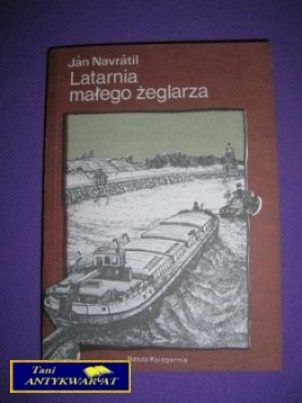 Ján Navrátil
Latarnia
małego żeglarza
Nasza Księgarnia
Tani
ANTYKWARIAT